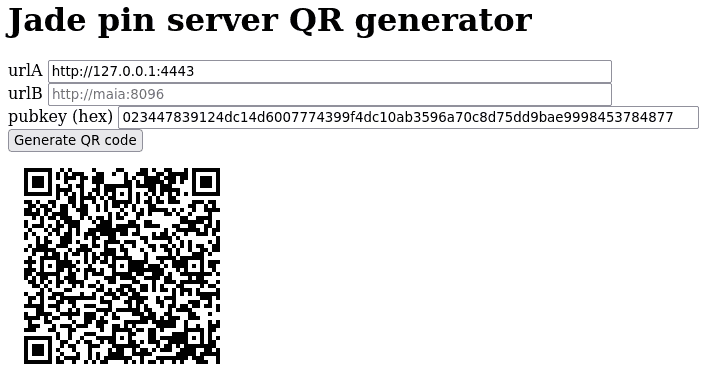 Jade pin server QR generator
urlA http://127.0.0.1:4443
urlB http://maia:8096
pubkey (hex) 023447839124dc14d6007774399f4dc10ab3596a70c8d75dd9bae9998453784877
Generate QR code